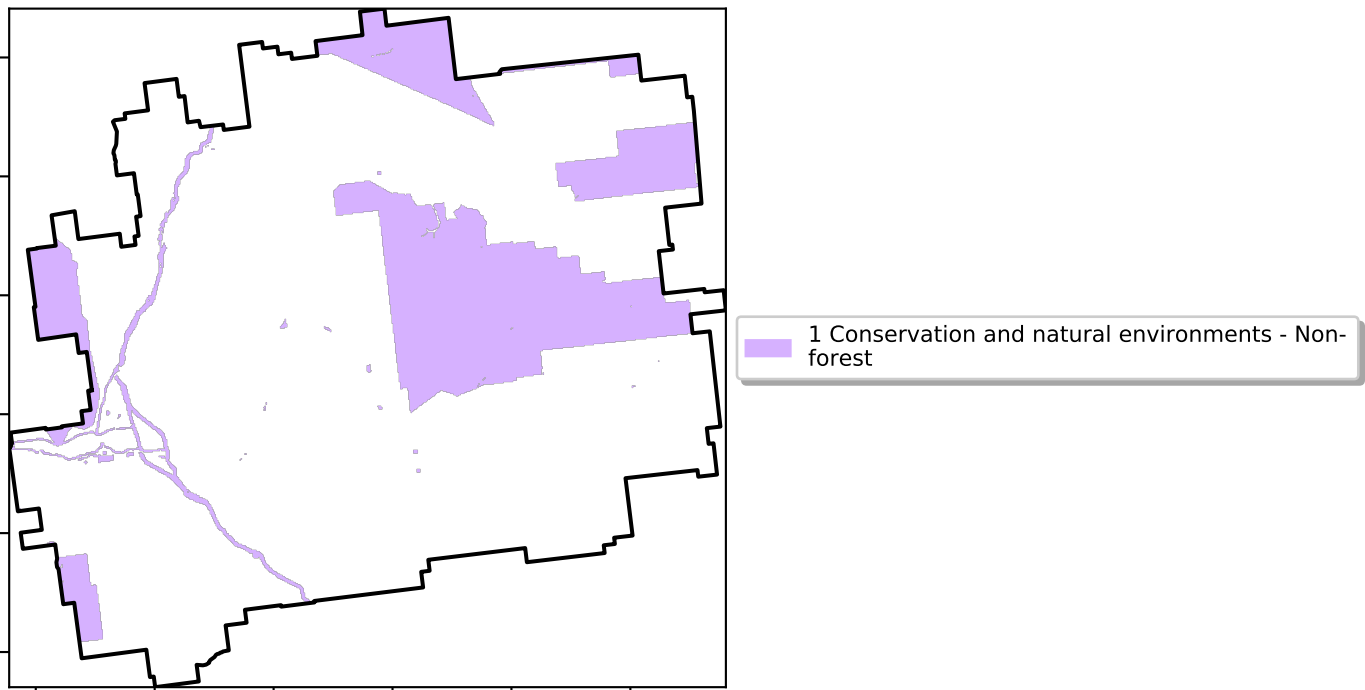 1 Conservation and natural environments - Non-
forest